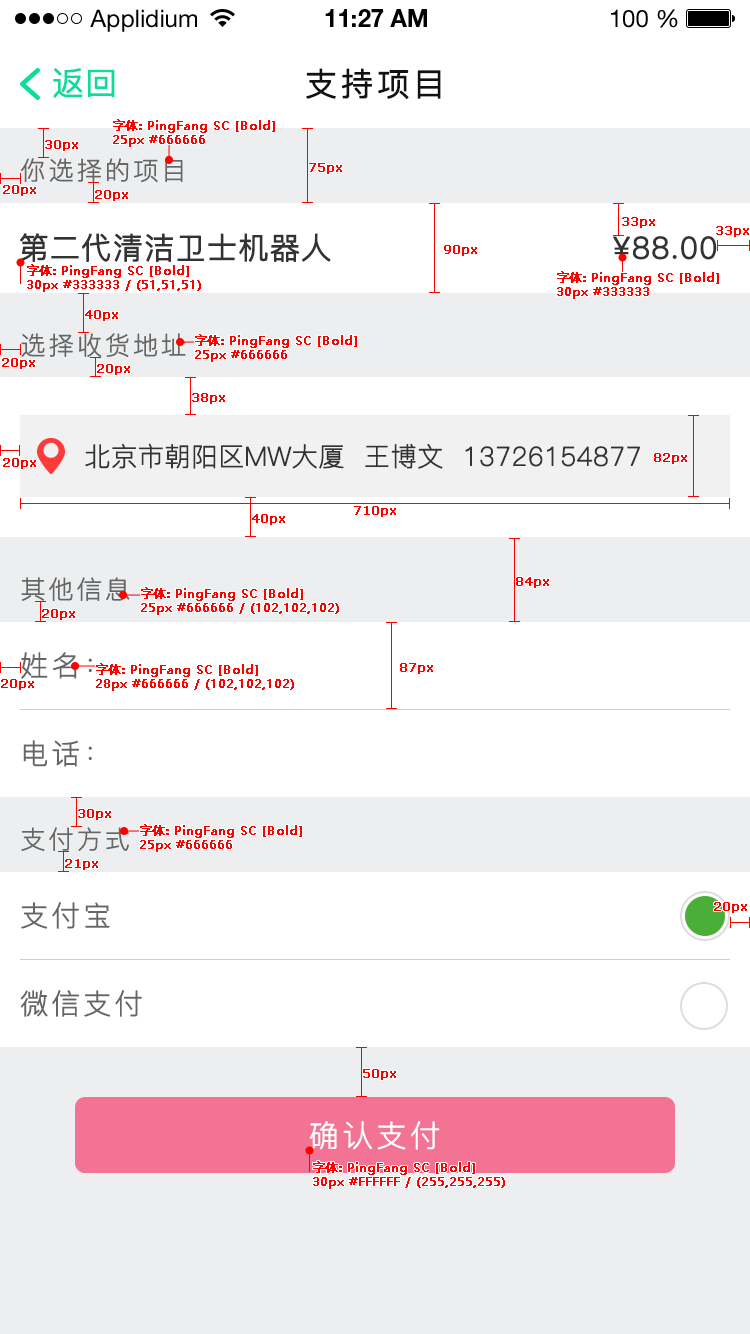 Applidium 11:27 AM 100 %
返回 支持项目
字体: PingFang SC [Bold]
25px #666666
30px
你选择的项目
75px
20px
20px
33px
33px
第二代清洁卫士机器人
¥88.00
90px
字体: PingFang SC [Bold]
30px #333333 / (51,51,51)
字体: PingFang SC [Bold]
30px #333333
40px
选择收货地址
字体: PingFang SC [Bold]
25px #666666
20px
20px
38px
北京市朝阳区MW大厦 王博文 13726154877
82px
20px
710px
40px
84px
其他信息
字体: PingFang SC [Bold]
25px #666666 / (102,102,102)
20px
姓名:
87px
字体: PingFang SC [Bold]
28px #666666 / (102,102,102)
20px
电话:
30px
支付方式
字体: PingFang SC [Bold]
25px #666666
21px
支付宝
20px
微信支付
50px
确认支付
字体: PingFang SC [Bold]
30px #FFFFFF / (255,255,255)